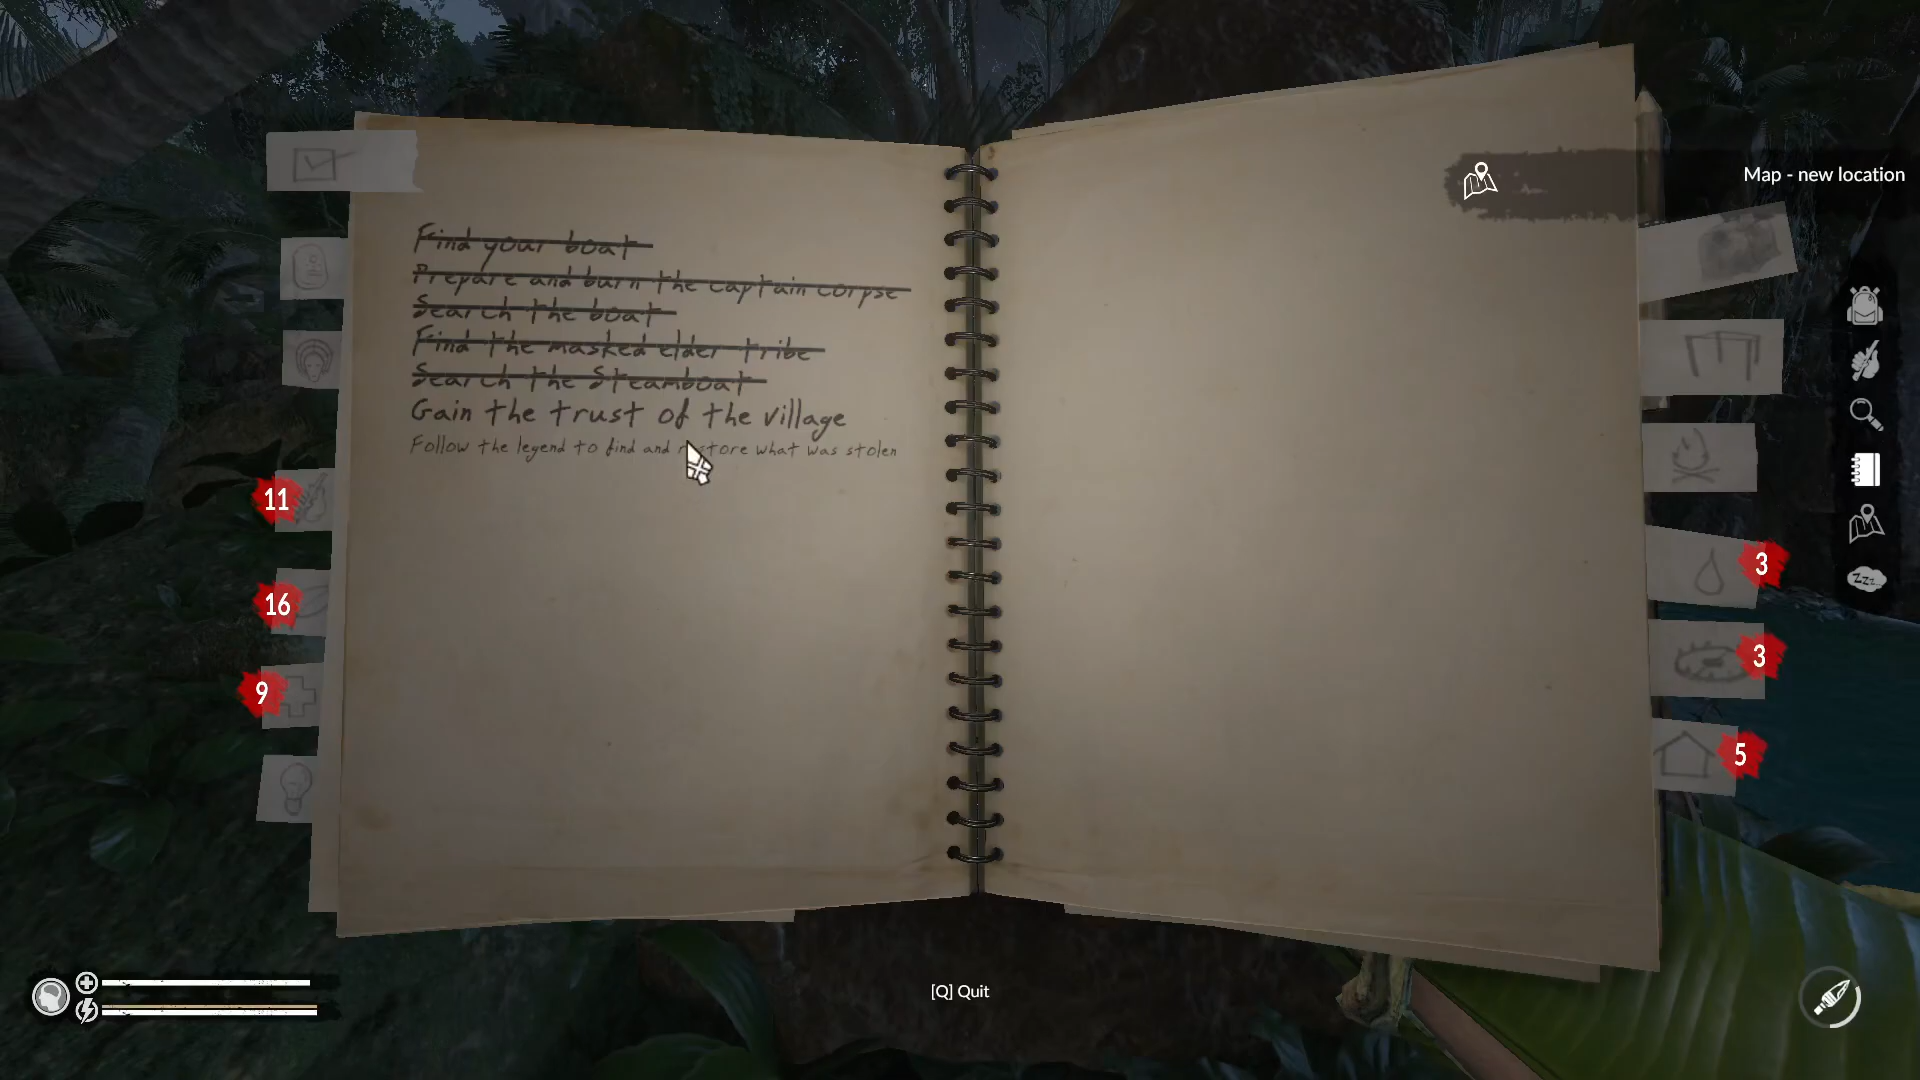 Map - new location
Find your boat
Prepare and burn the captain corpse
Search the boat
Find the masked elder tribe
Search the Steamboat
Gain the trust of the village
Follow the legend to find and restore what was stolen
11
16
9
3
3
5
Zzz
[Q] Quit